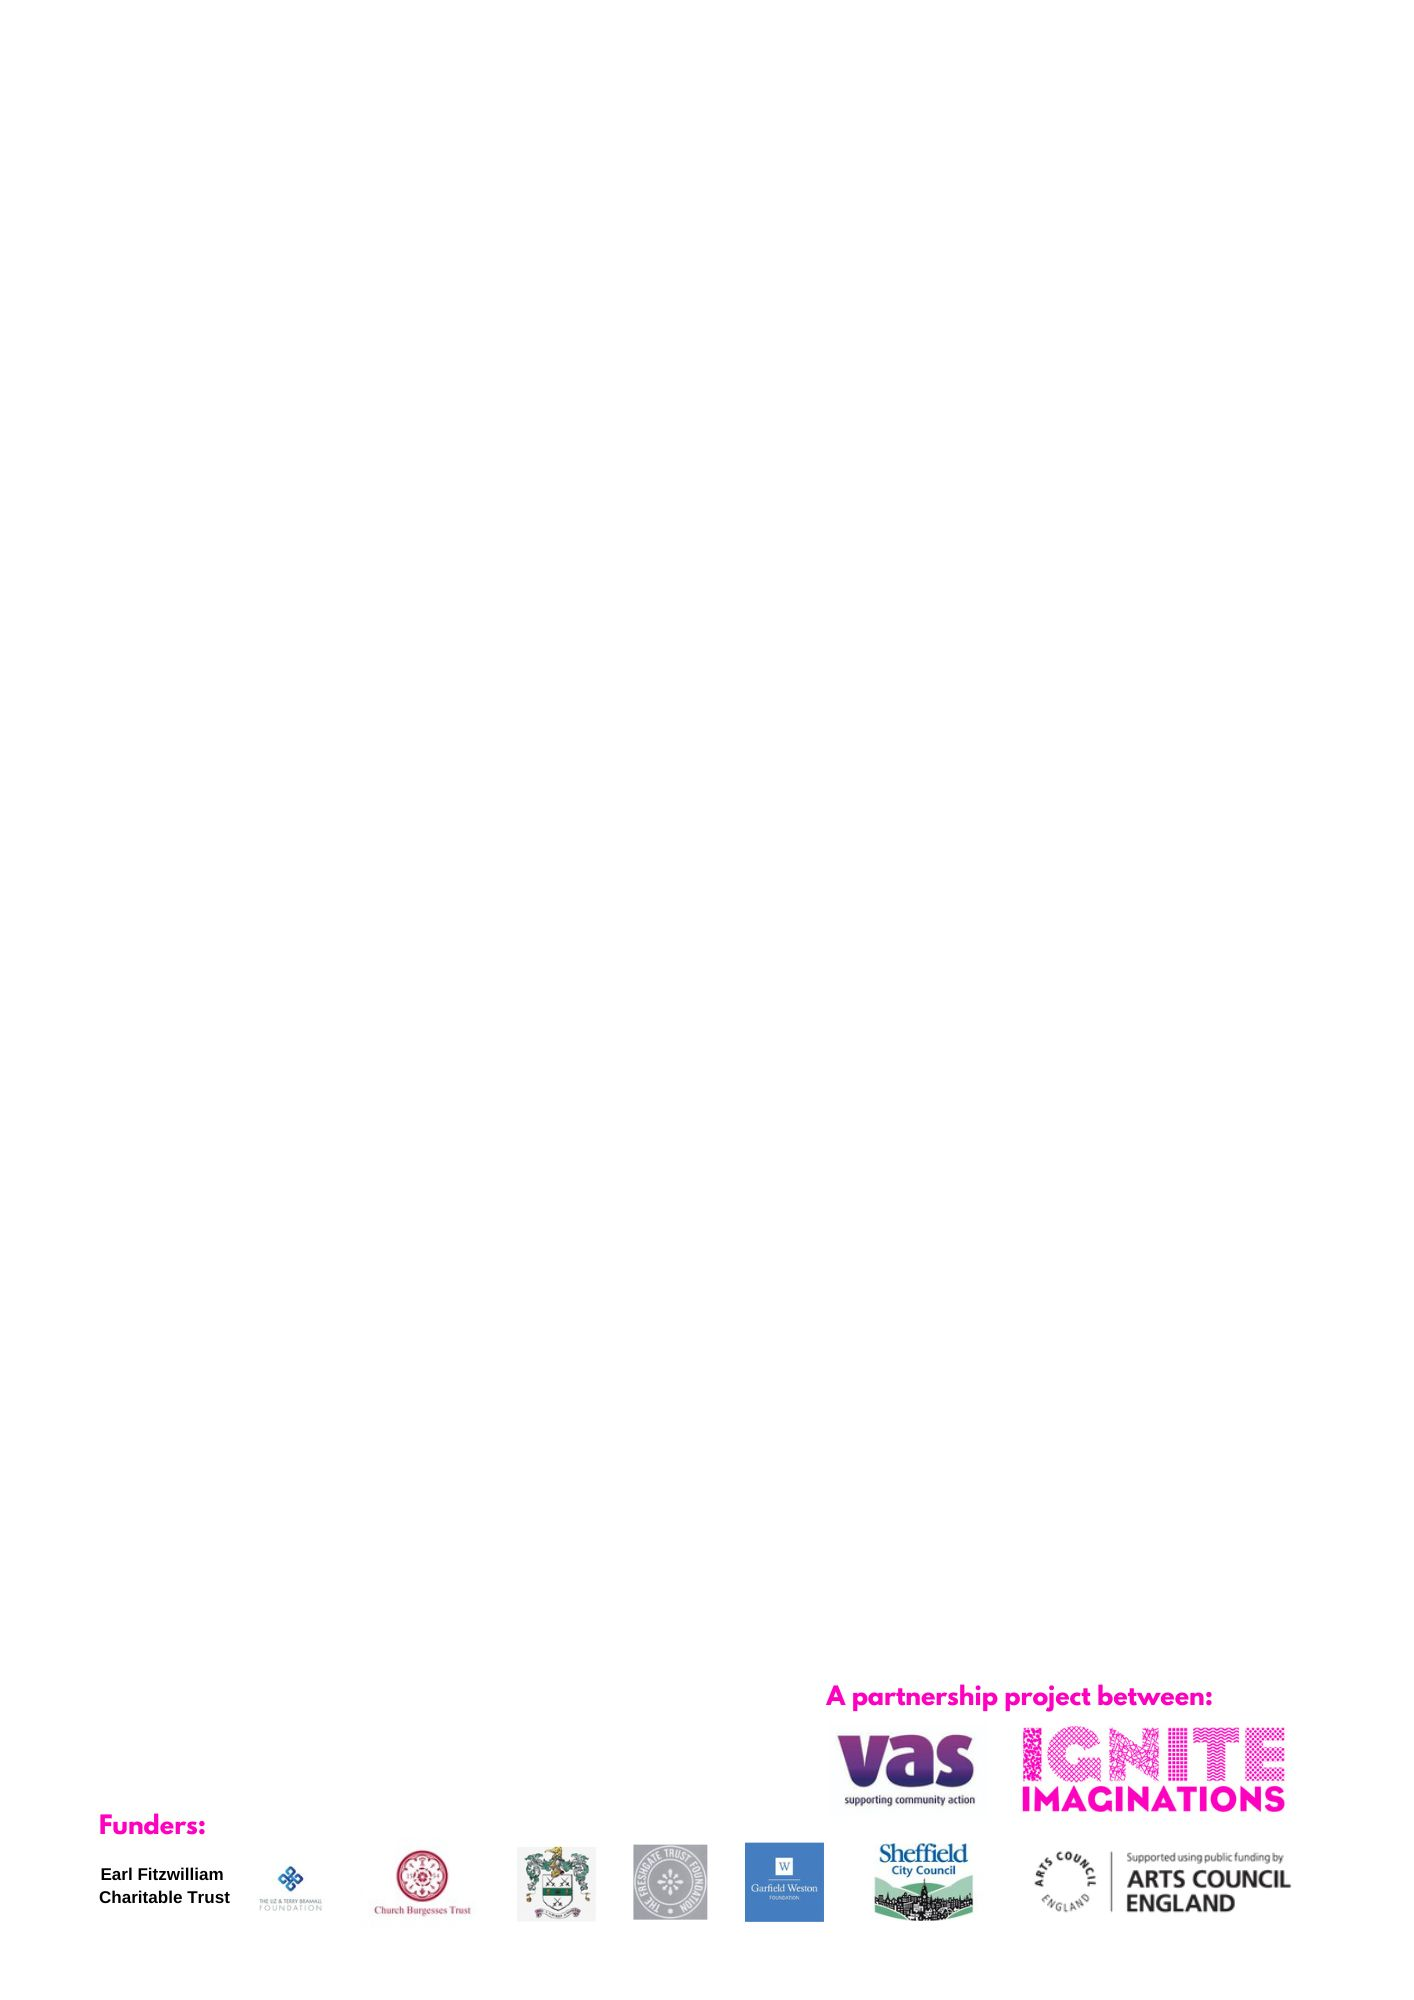 A partnership project between:
vas
supporting community action
IGNITE
IMAGINATIONS
Funders:
Earl Fitzwilliam
Charitable Trust
THE LIZ & TERRY BRAMALL
FOUNDATION
Church Burgesses Trust
THE FRESHGATE TRUST FOUNDATION
W
Garfield Weston
FOUNDATION
Sheffield
City Council
ARTS COUNCIL
ENGLAND
Supported using public funding by
ARTS COUNCIL
ENGLAND